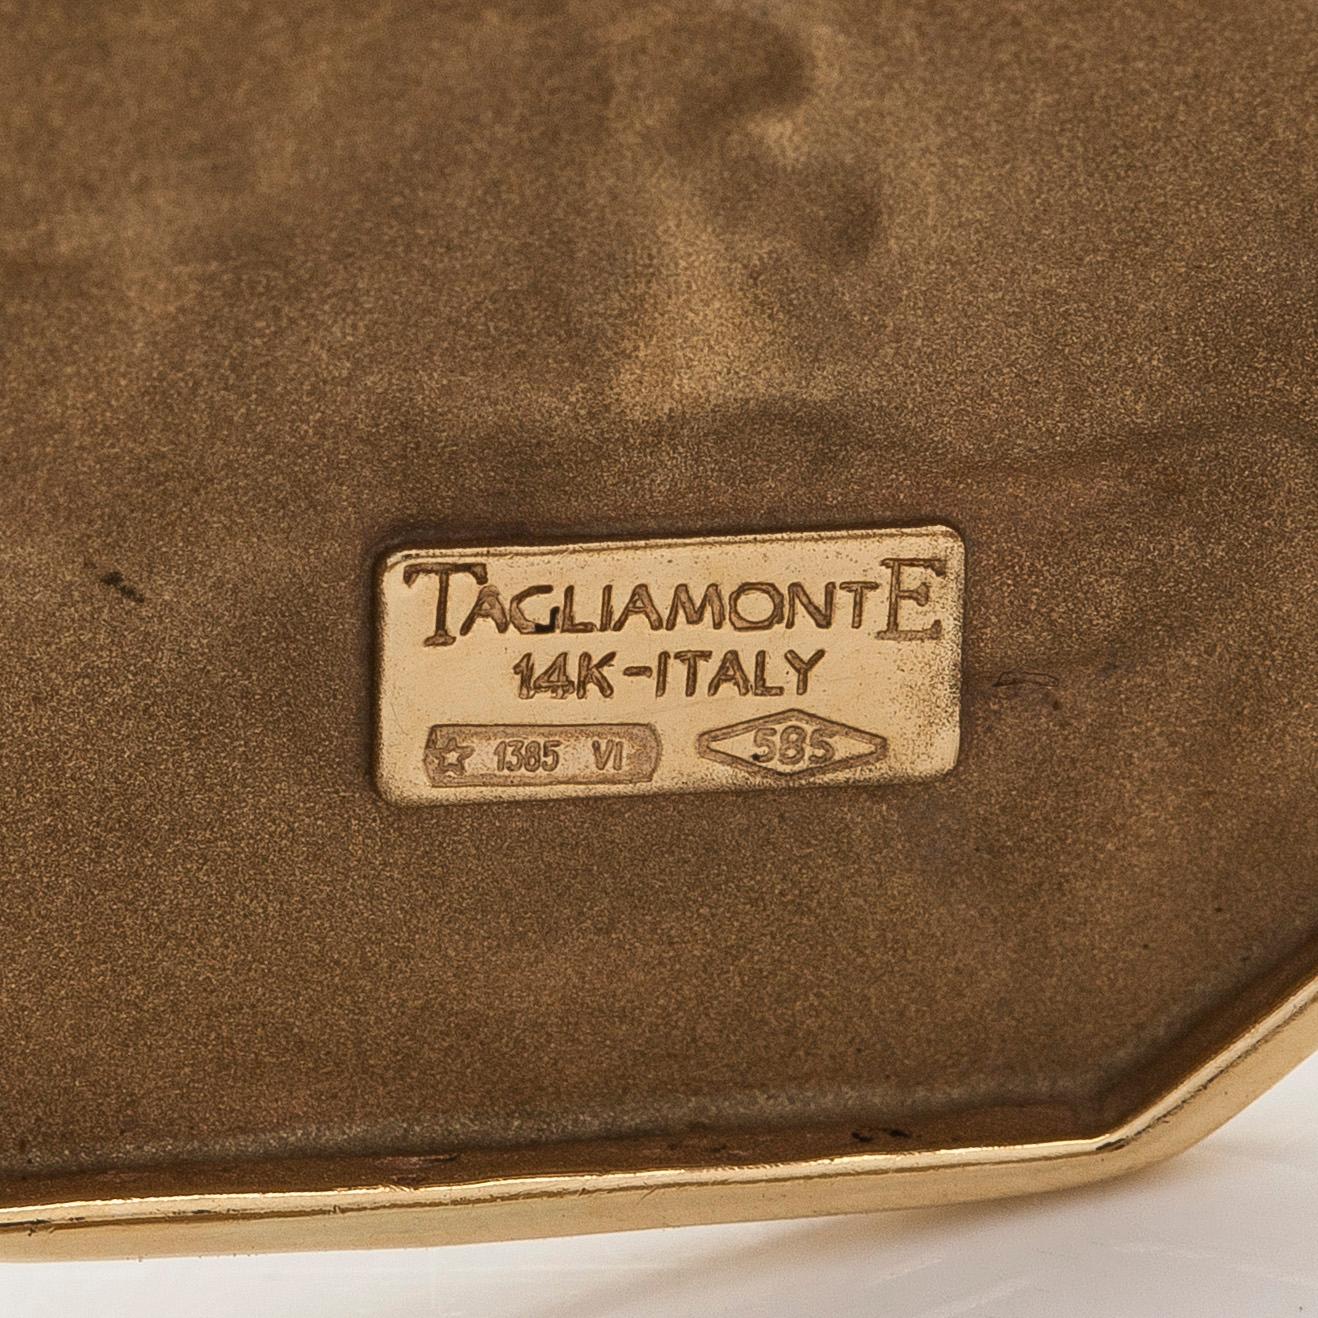 TAGLIAMONTE
14K-ITALY
☆ 1385 VI 585